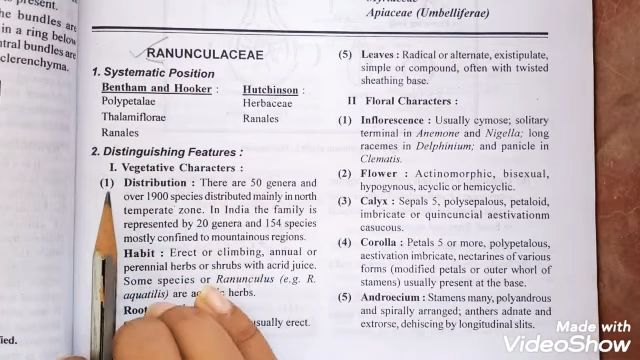 the bundles are
in a ring below
ntral bundles are
clerenchyma.
ied.
Apiaceae (Umbelliferae)
RANUNCULACEAE
1. Systematic Position
Bentham and Hooker : Hutchinson :
Polypetalae Herbaceae
Thalamiflorae Ranales
Ranales
2. Distinguishing Features :
I. Vegetative Characters :
(1) Distribution : There are 50 genera and
over 1900 species distributed mainly in north
temperate zone. In India the family is
represented by 20 genera and 154 species
mostly confined to mountainous regions.
Habit : Erect or climbing, annual or
perennial herbs or shrubs with acrid juice.
Some species or Ranunculus (e.g. R.
aquatilis) are herbs.
Root
usually erect.
(5) Leaves : Radical or alternate, existipulate,
simple or compound, often with twisted
sheathing base.
II Floral Characters :
(1) Inflorescence : Usually cymose; solitary
terminal in Anemone and Nigella; long
racemes in Delphinium; and panicle in
Clematis.
(2) Flower : Actinomorphic, bisexual,
hypogynous, acyclic or hemicyclic.
(3) Calyx : Sepals 5, polysepalous, petaloid,
imbricate or quincuncial aestivationm
casucous.
(4) Corolla : Petals 5 or more, polypetalous,
aestivation imbricate, nectarines of various
forms (modified petals or outer whorl of
stamens) usually present at the base.
(5) Androecium : Stamens many, polyandrous
and spirally arranged; anthers adnate and
extrorse, dehiscing by longitudinal slits.
Made with
VideoShow